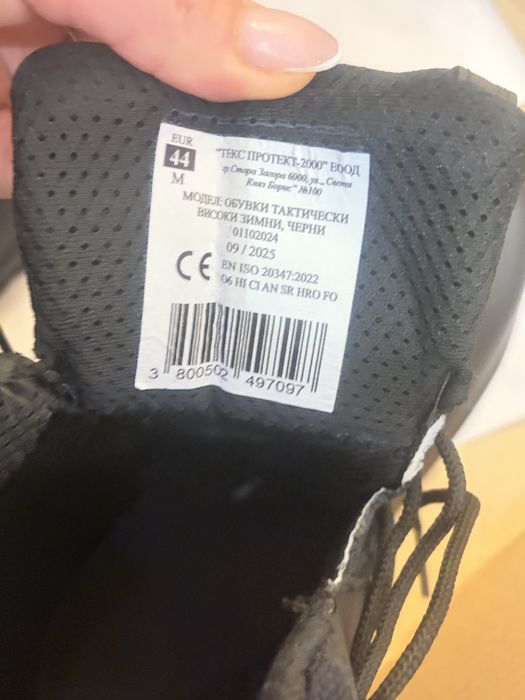 EUR
44
M
"ТЕКС ПРОТЕКТ-2000" ЕООД
гр.Стара Загора 6000, ул. „Свети
Княз Борис" №100
МОДЕЛ: ОБУВКИ ТАКТИЧЕСКИ
ВИСОКИ ЗИМНИ, ЧЕРНИ
01102024
09 / 2025
CE
EN ISO 20347:2022
06 HI CI AN SR HRO FO
3 800502 497097